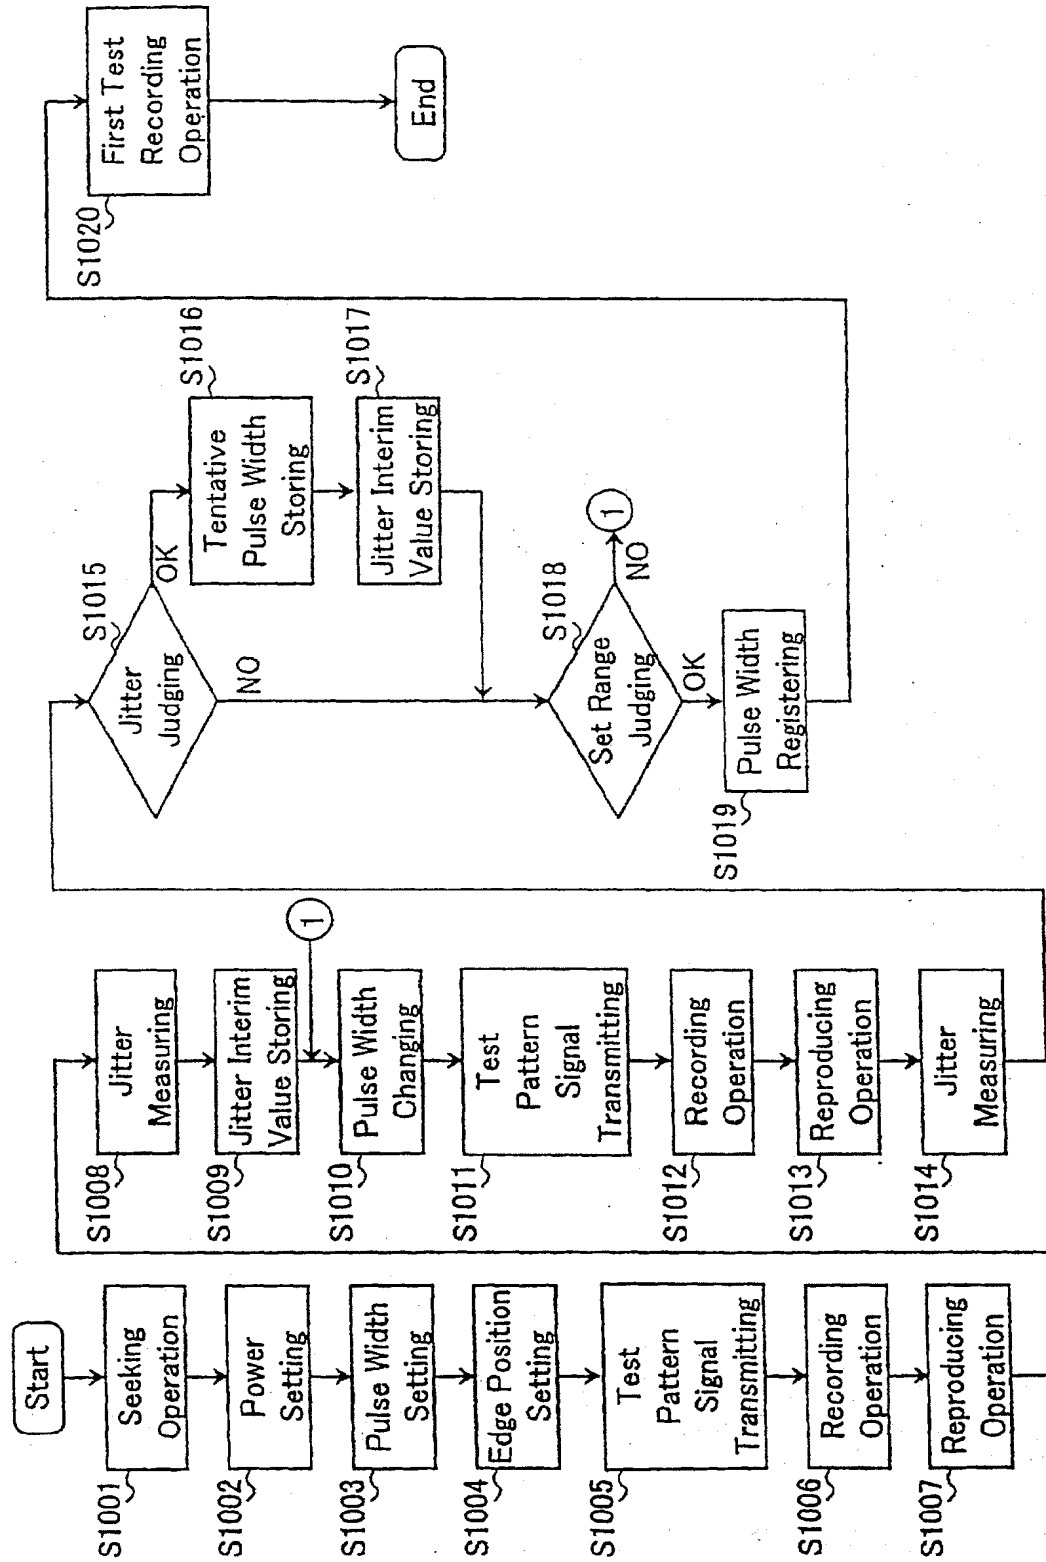 Start
S1001
Seeking
Operation
S1002
Power
Setting
S1003
Pulse Width
Setting
S1004
Edge Position
Setting
S1005
Test
Pattern
Signal
Transmitting
S1006
Recording
Operation
S1007
Reproducing
Operation
S1008
Jitter
Measuring
S1009
Jitter Interim
Value Storing
1
S1010
Pulse Width
Changing
S1011
Test
Pattern
Signal
Transmitting
S1012
Recording
Operation
S1013
Reproducing
Operation
S1014
Jitter
Measuring
S1015
Jitter
Judging
OK
NO
S1016
Tentative
Pulse Width
Storing
S1017
Jitter Interim
Value Storing
S1018
Set Range
Judging
NO
1
OK
S1019
Pulse Width
Registering
S1020
First Test
Recording
Operation
End